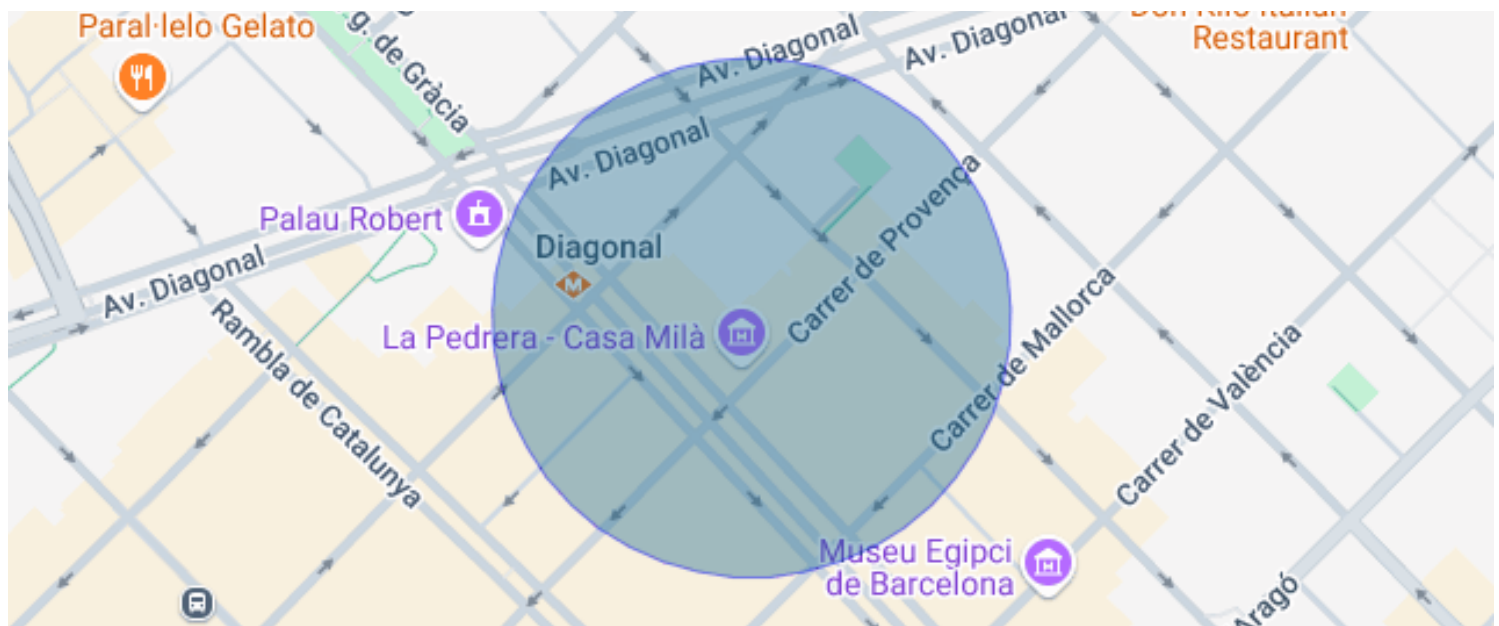 Paral·lelo Gelato
g. de Gràcia
Av. Diagonal
Av. Diagonal
Restaurant
Av. Diagonal
Palau Robert
Diagonal
M
Av. Diagonal
Carrer de Provença
La Pedrera - Casa Milà
Rambla de Catalunya
Carrer de Mallorca
Carrer de València
Museu Egipci
de Barcelona
Aragó